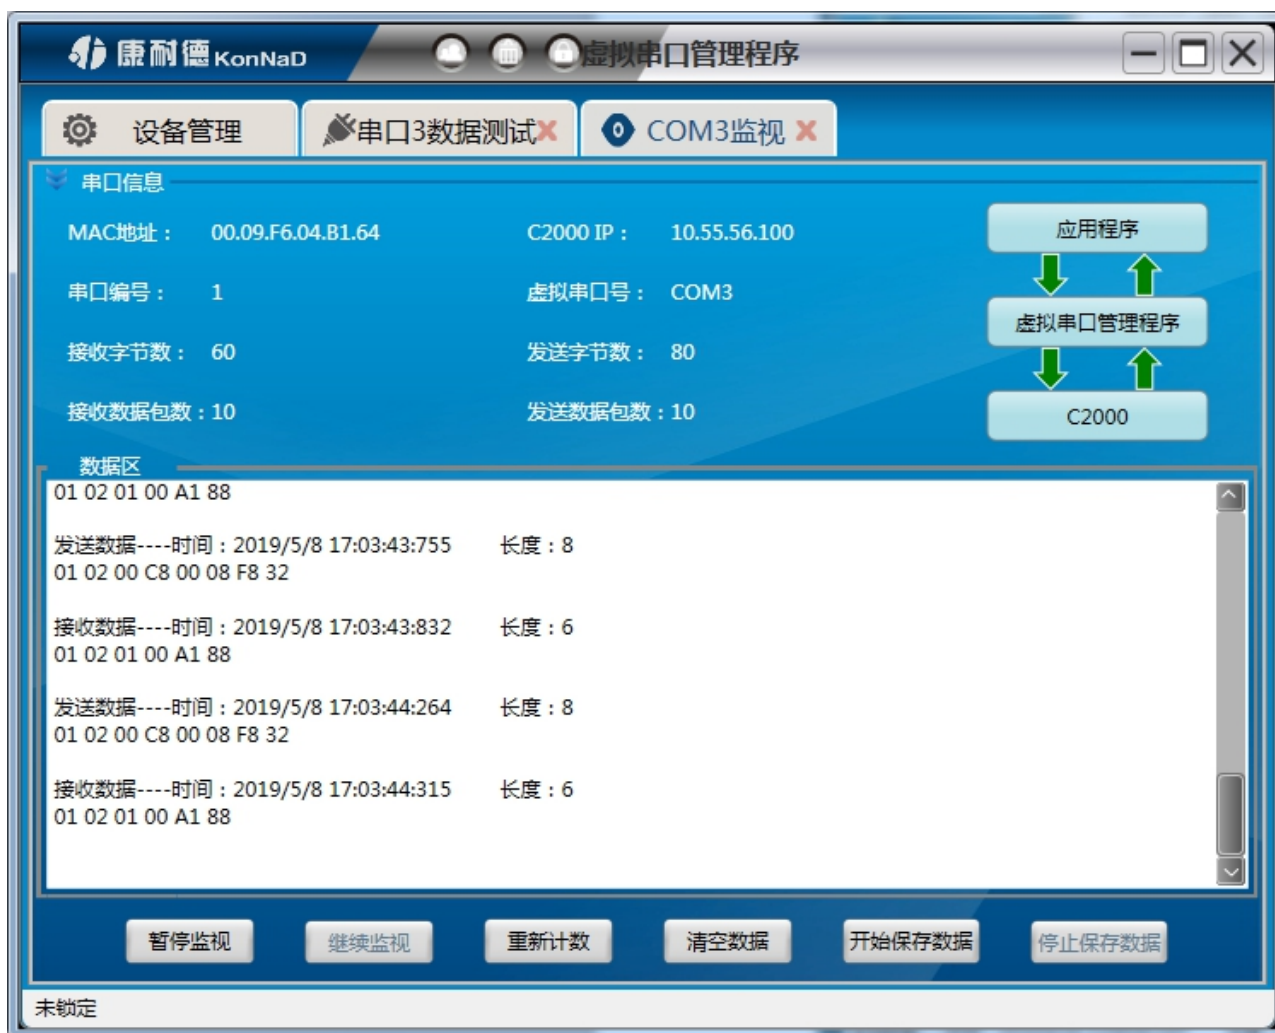 康耐德 KonNaD
虚拟串口管理程序
设备管理
串口3数据测试
COM3监视
串口信息
MAC地址： 00.09.F6.04.B1.64 C2000 IP： 10.55.56.100
串口编号： 1 虚拟串口号： COM3
接收字节数： 60 发送字节数： 80
接收数据包数：10 发送数据包数：10
应用程序
虚拟串口管理程序
C2000
数据区
01 02 01 00 A1 88
发送数据----时间：2019/5/8 17:03:43:755 长度：8
01 02 00 C8 00 08 F8 32
接收数据----时间：2019/5/8 17:03:43:832 长度：6
01 02 01 00 A1 88
发送数据----时间：2019/5/8 17:03:44:264 长度：8
01 02 00 C8 00 08 F8 32
接收数据----时间：2019/5/8 17:03:44:315 长度：6
01 02 01 00 A1 88
暂停监视 继续监视 重新计数 清空数据 开始保存数据 停止保存数据
未锁定